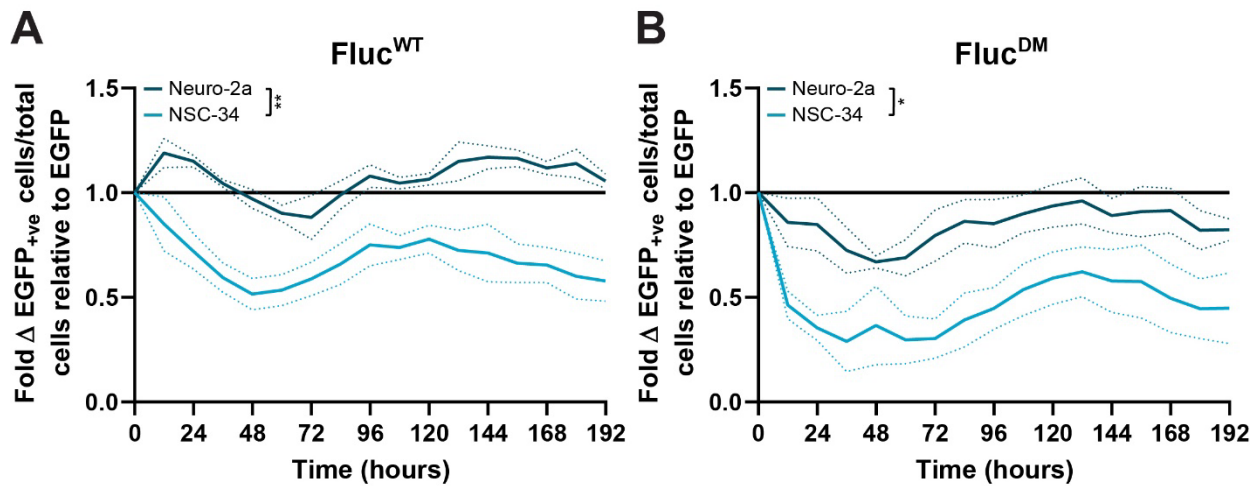 A
Fluc^WT
Fold Δ EGFP+ve cells/total
cells relative to EGFP
1.5
1.0
0.5
0.0
Neuro-2a
NSC-34
**
0 24 48 72 96 120 144 168 192
Time (hours)
B
Fluc^DM
Fold Δ EGFP+ve cells/total
cells relative to EGFP
1.5
1.0
0.5
0.0
Neuro-2a
NSC-34
*
0 24 48 72 96 120 144 168 192
Time (hours)